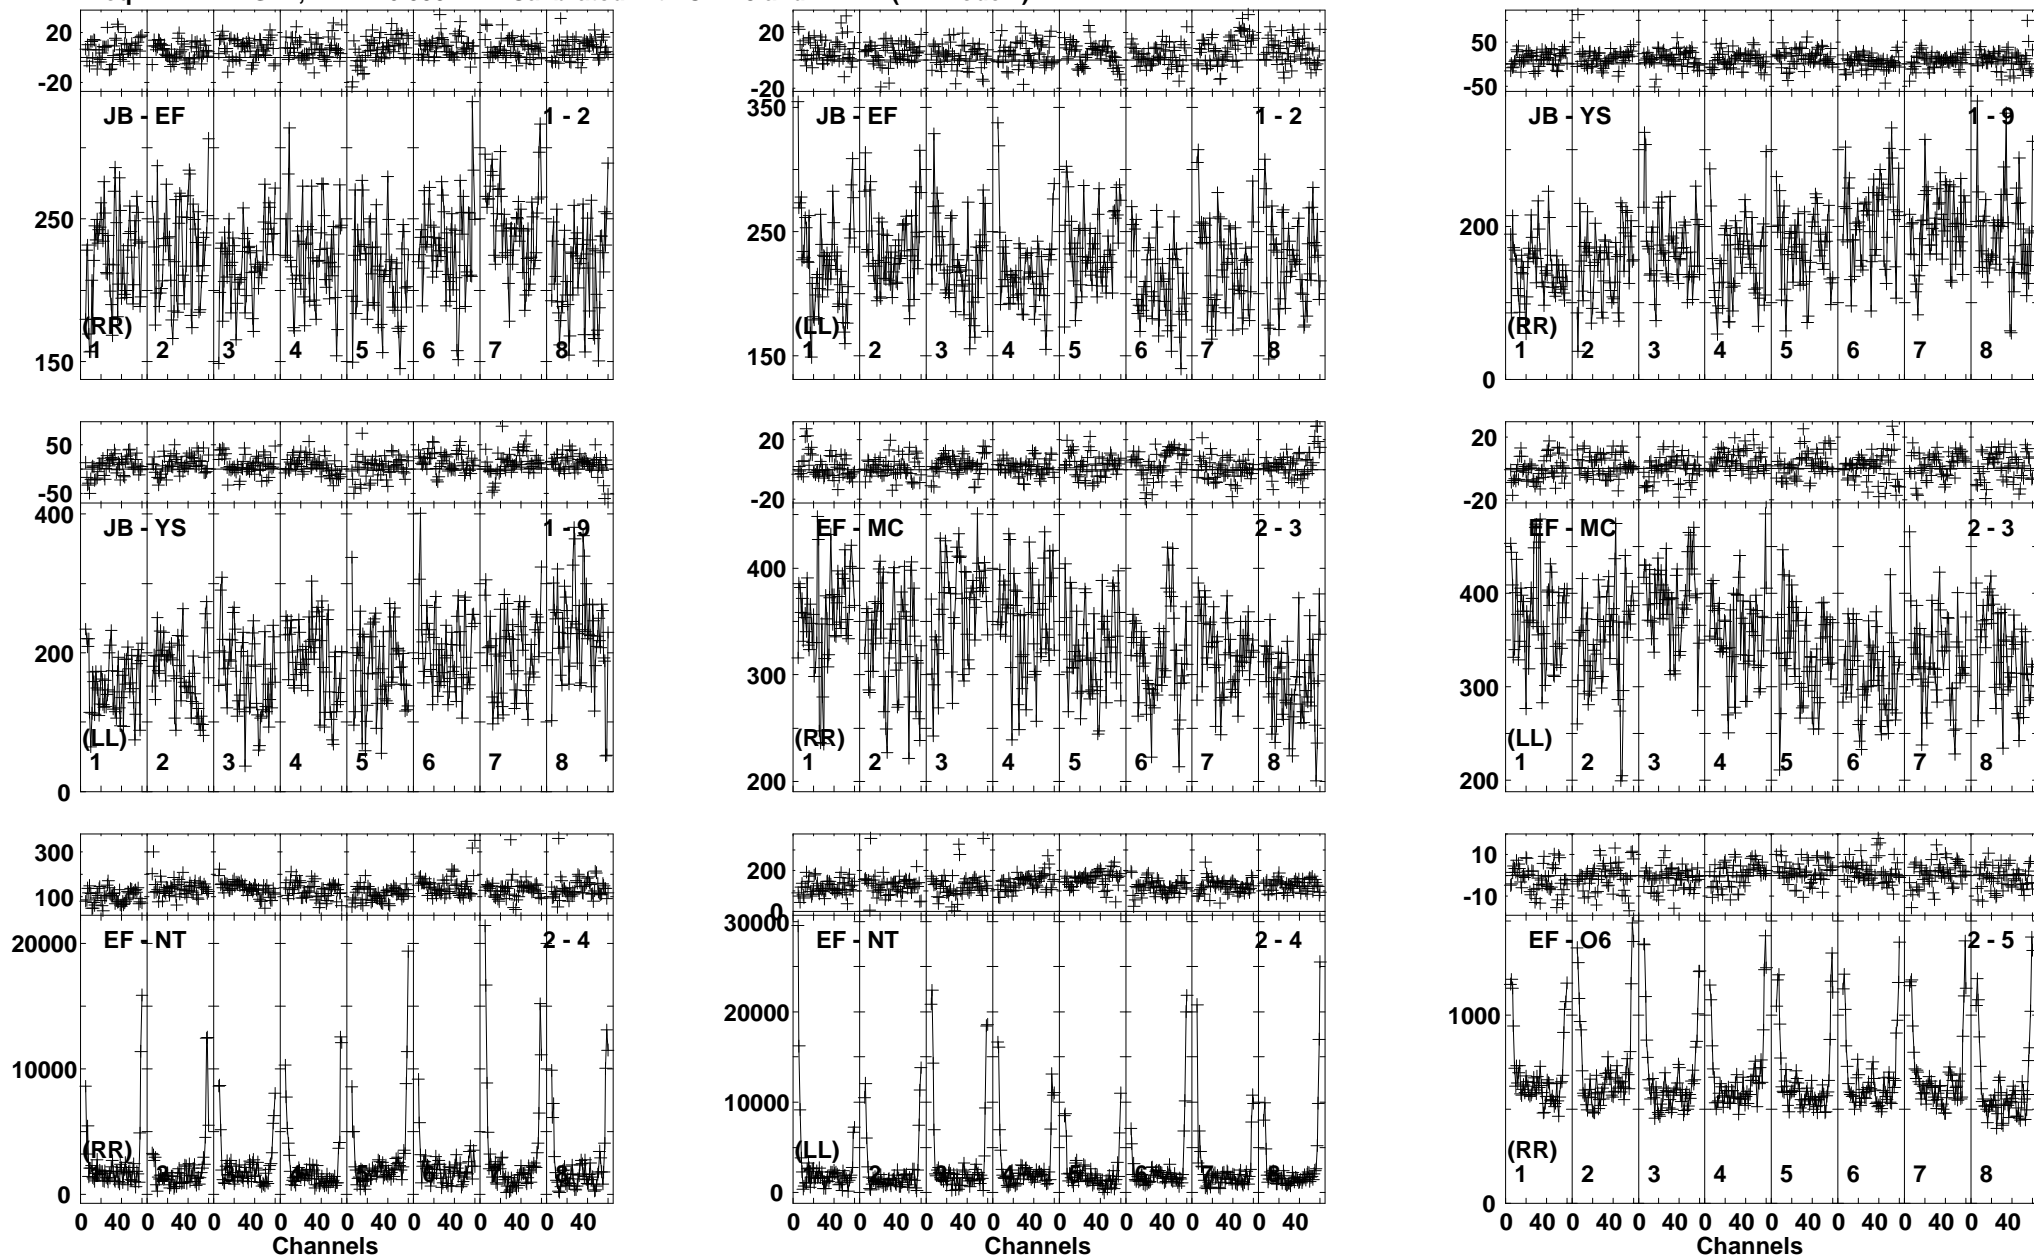 20 20 50
-20 -20 -50
JB - EF 1 - 2 350 JB - EF 1 - 2 JB - YS 1 - 9
250 250 200
(RR) (LL) (RR)
150 1 2 3 4 5 6 7 8 150 1 2 3 4 5 6 7 8 0 1 2 3 4 5 6 7 8
50 20 20
-50 -20 -20
400 JB - YS 1 - 9 EF - MC 2 - 3 EF - MC 2 - 3
200 400 300 400 300
(LL) (RR) (LL)
0 1 2 3 4 5 6 7 8 200 1 2 3 4 5 6 7 8 200 1 2 3 4 5 6 7 8
300 200 10
100 0 -10
20000 EF - NT 2 - 4 30000 EF - NT 2 - 4 EF - O6 2 - 5
10000 20000 10000 1000
(RR) (LL) (RR)
0 0 0 1 2 3 4 5 6 7 8
0 40 0 40 0 40 0 40 0 40 0 40 0 40 0 40 0 40 0 40 0 40 0 40 0 40 0 40 0 40 0 40 0 40 0 40 0 40 0 40 0 40 0 40 0 40 0 40
Channels Channels Channels